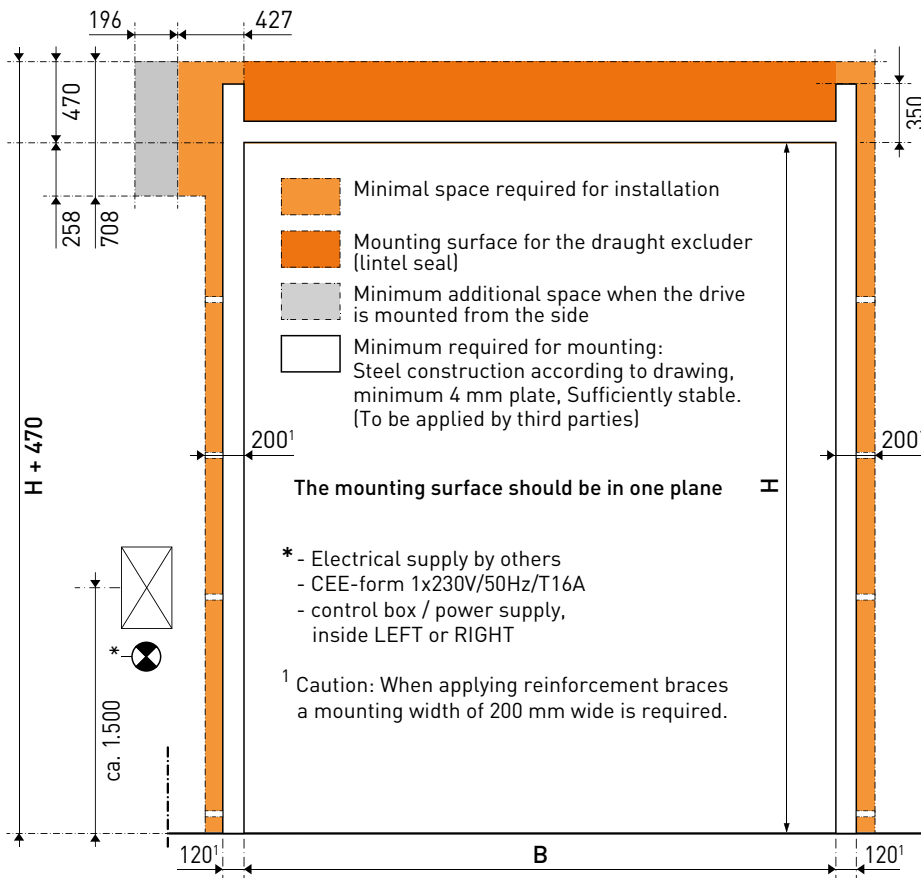 196
427
470
350
258
708
Minimal space required for installation
Mounting surface for the draught excluder
(lintel seal)
Minimum additional space when the drive
is mounted from the side
Minimum required for mounting:
Steel construction according to drawing,
minimum 4 mm plate, Sufficiently stable.
(To be applied by third parties)
H + 470
200¹
200¹
The mounting surface should be in one plane
H
* - Electrical supply by others
- CEE-form 1x230V/50Hz/T16A
- control box / power supply,
inside LEFT or RIGHT
*
¹ Caution: When applying reinforcement braces
a mounting width of 200 mm wide is required.
ca. 1.500
120¹
B
120¹